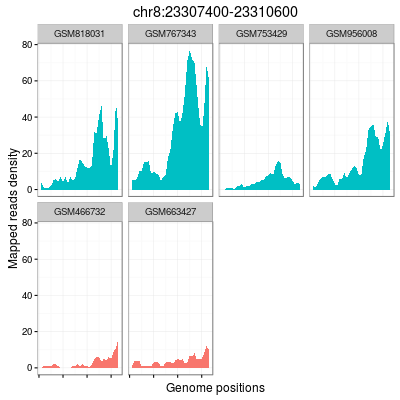 chr8:23307400-23310600
GSM818031 GSM767343 GSM753429 GSM956008
80
60
40
20
0
GSM466732 GSM663427
80
60
40
20
0
Mapped reads density
Genome positions